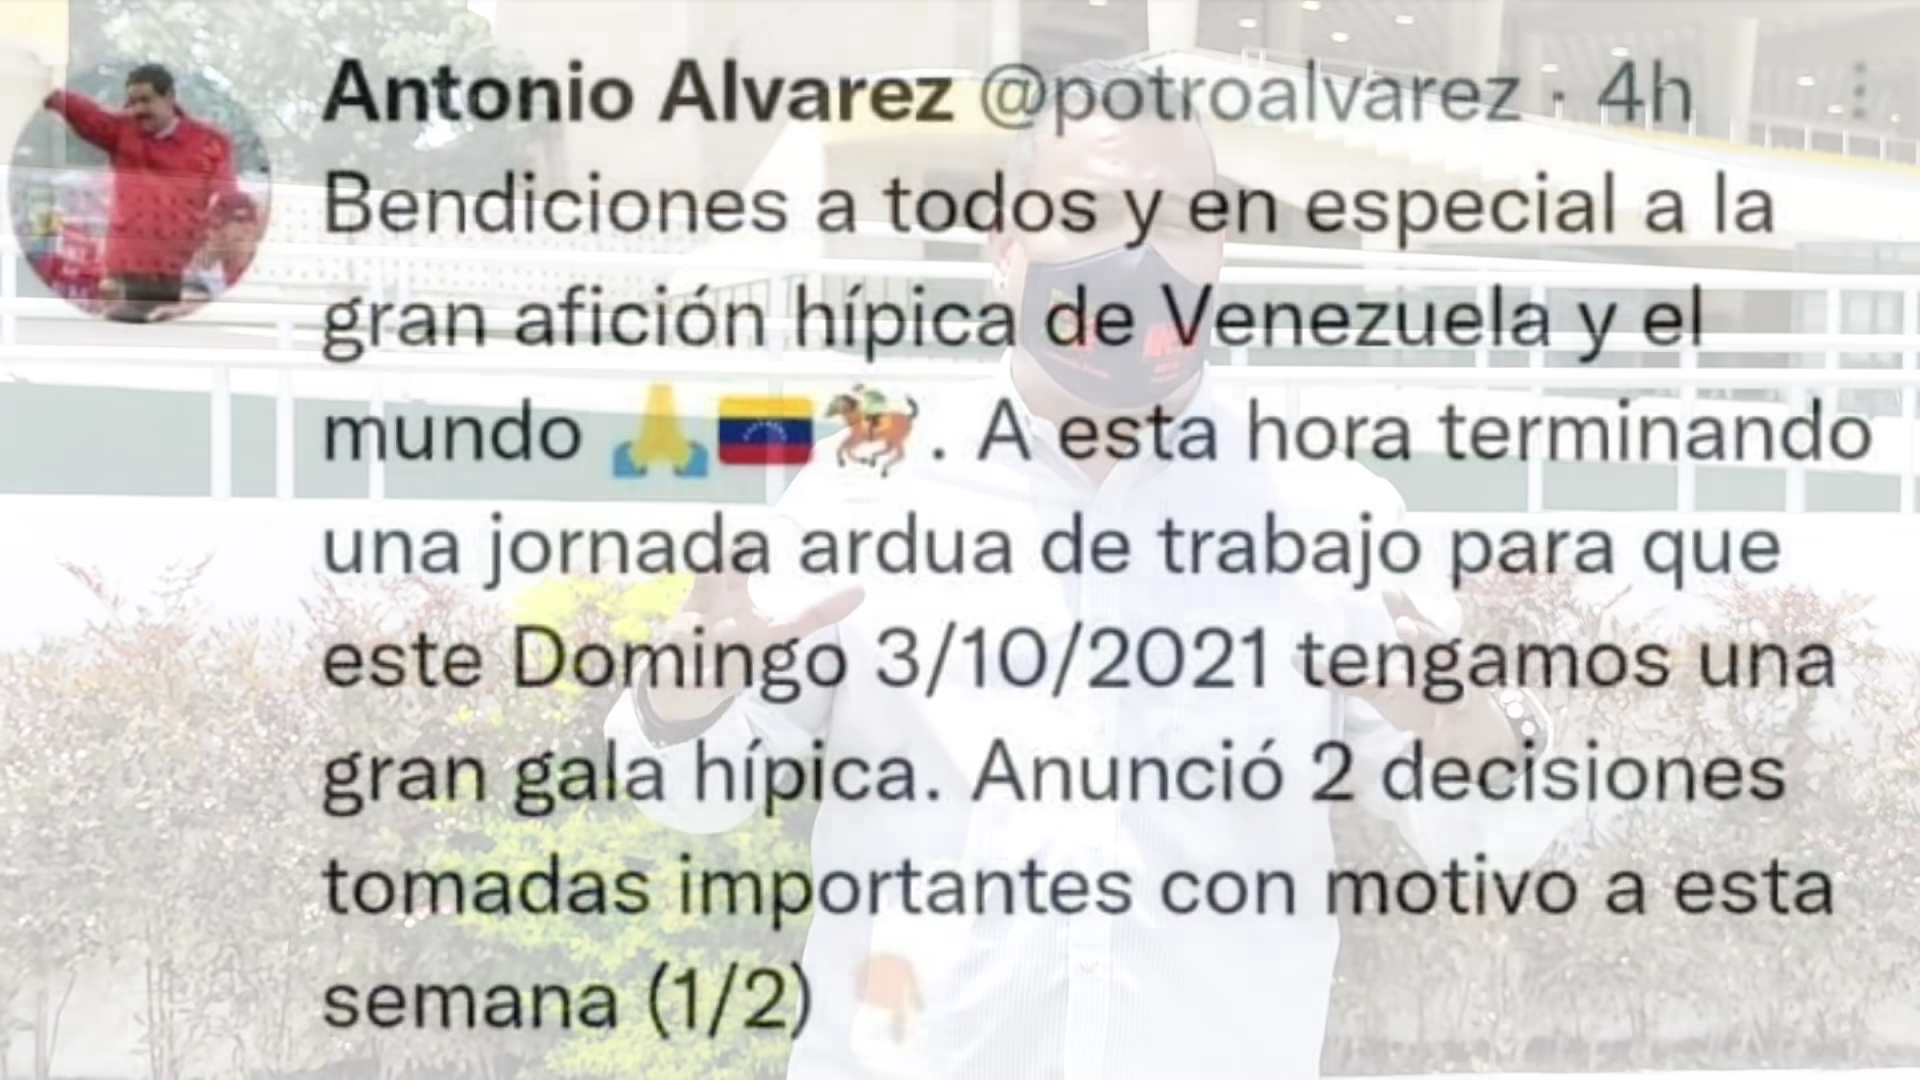 Antonio Alvarez @potroalvarez · 4h
Bendiciones a todos y en especial a la
gran afición hípica de Venezuela y el
mundo 🙏🇻🇪🏇. A esta hora terminando
una jornada ardua de trabajo para que
este Domingo 3/10/2021 tengamos una
gran gala hípica. Anunció 2 decisiones
tomadas importantes con motivo a esta
semana (1/2) 👇